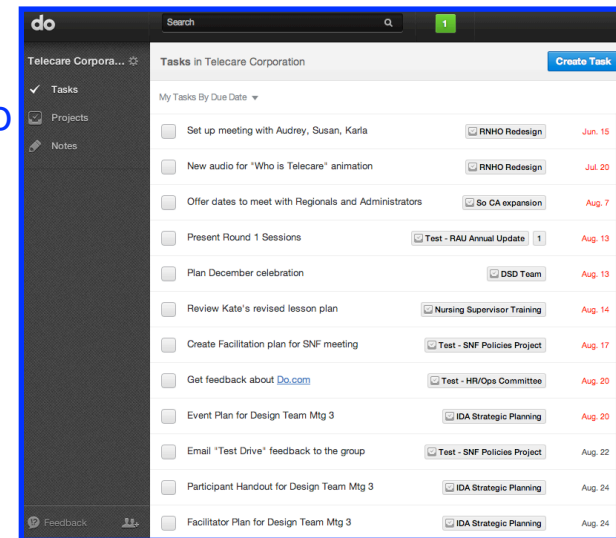 do
Search
1
Telecare Corpora...
Tasks in Telecare Corporation
Create Task
Tasks
Projects
Notes
My Tasks By Due Date
Set up meeting with Audrey, Susan, Karla RNHO Redesign Jun. 15
New audio for "Who is Telecare" animation RNHO Redesign Jul. 20
Offer dates to meet with Regionals and Administrators So CA expansion Aug. 7
Present Round 1 Sessions Test - RAU Annual Update 1 Aug. 13
Plan December celebration DSD Team Aug. 13
Review Kate's revised lesson plan Nursing Supervisor Training Aug. 14
Create Facilitation plan for SNF meeting Test - SNF Policies Project Aug. 17
Get feedback about Do.com Test - HR/Ops Committee Aug. 20
Event Plan for Design Team Mtg 3 IDA Strategic Planning Aug. 20
Email "Test Drive" feedback to the group Test - SNF Policies Project Aug. 22
Participant Handout for Design Team Mtg 3 IDA Strategic Planning Aug. 24
Facilitator Plan for Design Team Mtg 3 IDA Strategic Planning Aug. 24
Feedback